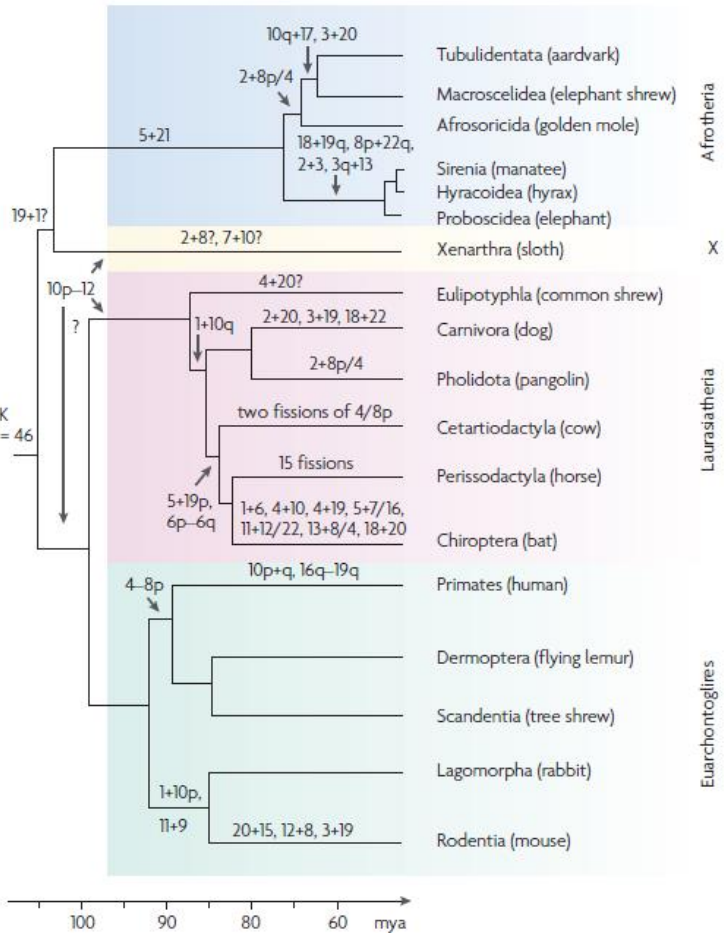 10q+17, 3+20
Tubulidentata (aardvark)
2+8p/4
Macroscelidea (elephant shrew)
Afrosoricida (golden mole)
5+21
18+19q, 8p+22q,
2+3, 3q+13
Sirenia (manatee)
Hyracoidea (hyrax)
Proboscidea (elephant)
Afrotheria
19+1?
2+8?, 7+10?
Xenarthra (sloth)
X
10p–12
?
4+20?
Eulipotyphla (common shrew)
1+10q
2+20, 3+19, 18+22
Carnivora (dog)
2+8p/4
Pholidota (pangolin)
two fissions of 4/8p
Cetartiodactyla (cow)
K
= 46
15 fissions
Perissodactyla (horse)
5+19p,
6p–6q
1+6, 4+10, 4+19, 5+7/16,
11+12/22, 13+8/4, 18+20
Chiroptera (bat)
Laurasiatheria
4–8p
10p+q, 16q–19q
Primates (human)
Dermoptera (flying lemur)
Scandentia (tree shrew)
Lagomorpha (rabbit)
1+10p,
11+9
20+15, 12+8, 3+19
Rodentia (mouse)
Euarchontoglires
100 90 80 60 mya